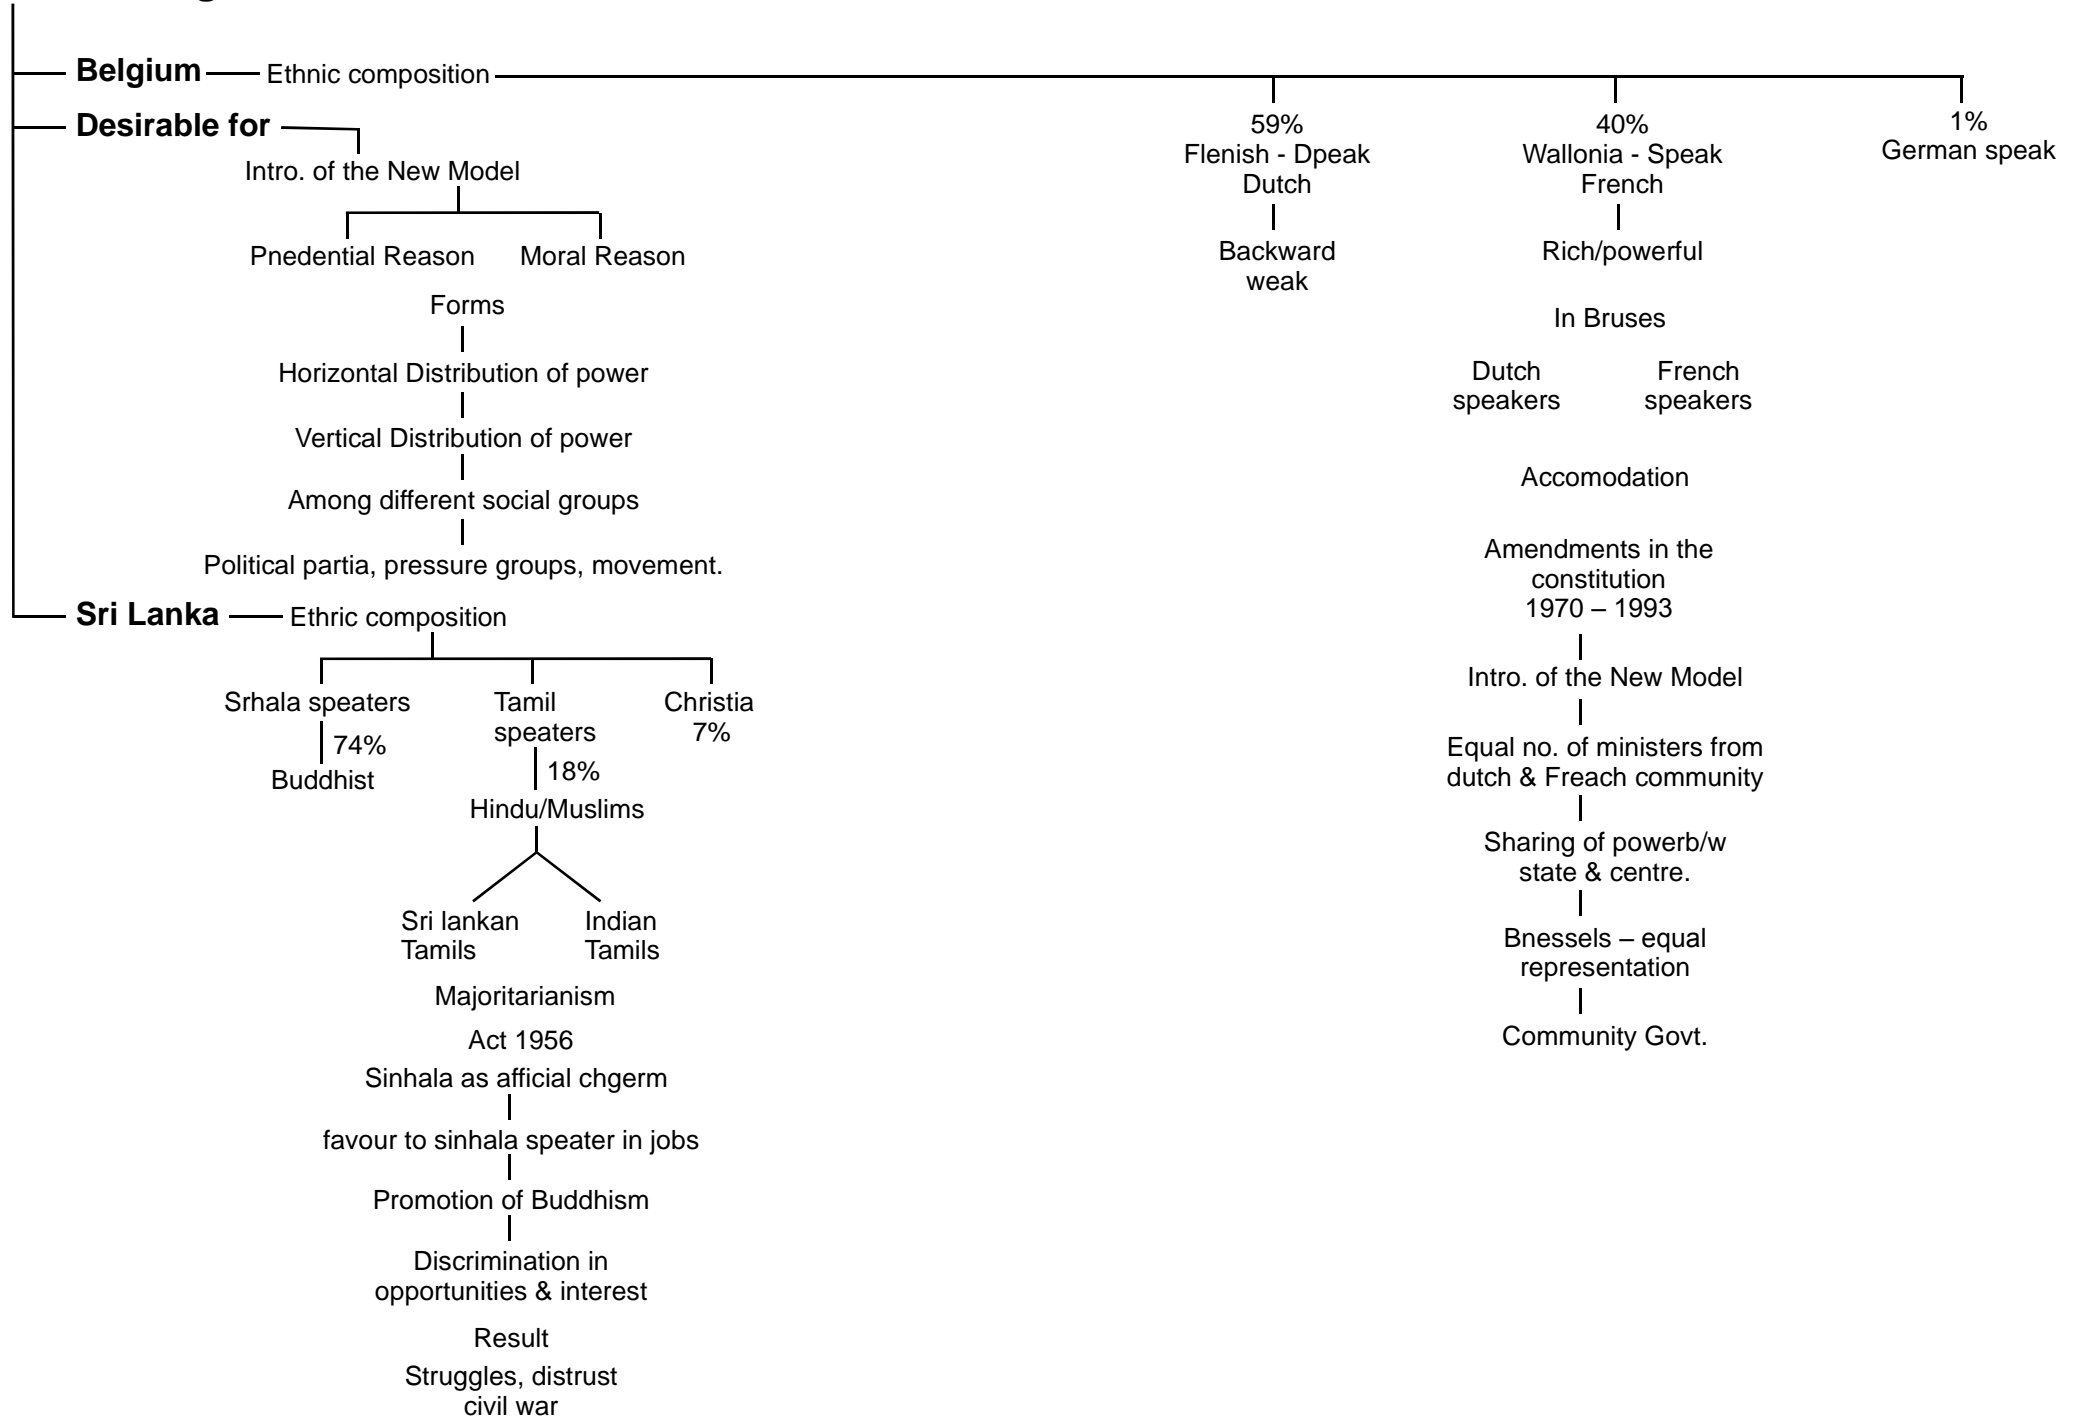 Belgium
Ethnic composition
59%
Flenish - Dpeak
Dutch
Backward
weak
40%
Wallonia - Speak
French
Rich/powerful
1%
German speak
In Bruses
Dutch
speakers
French
speakers
Accomodation
Amendments in the
constitution
1970 – 1993
Intro. of the New Model
Equal no. of ministers from
dutch & Freach community
Sharing of powerb/w
state & centre.
Bnessels – equal
representation
Community Govt.
Desirable for
Intro. of the New Model
Pnedential Reason
Moral Reason
Forms
Horizontal Distribution of power
Vertical Distribution of power
Among different social groups
Political partia, pressure groups, movement.
Sri Lanka
Ethric composition
Srhala speaters
74%
Buddhist
Tamil
speaters
18%
Hindu/Muslims
Christia
7%
Sri lankan
Tamils
Indian
Tamils
Majoritarianism
Act 1956
Sinhala as afficial chgerm
favour to sinhala speater in jobs
Promotion of Buddhism
Discrimination in
opportunities & interest
Result
Struggles, distrust
civil war